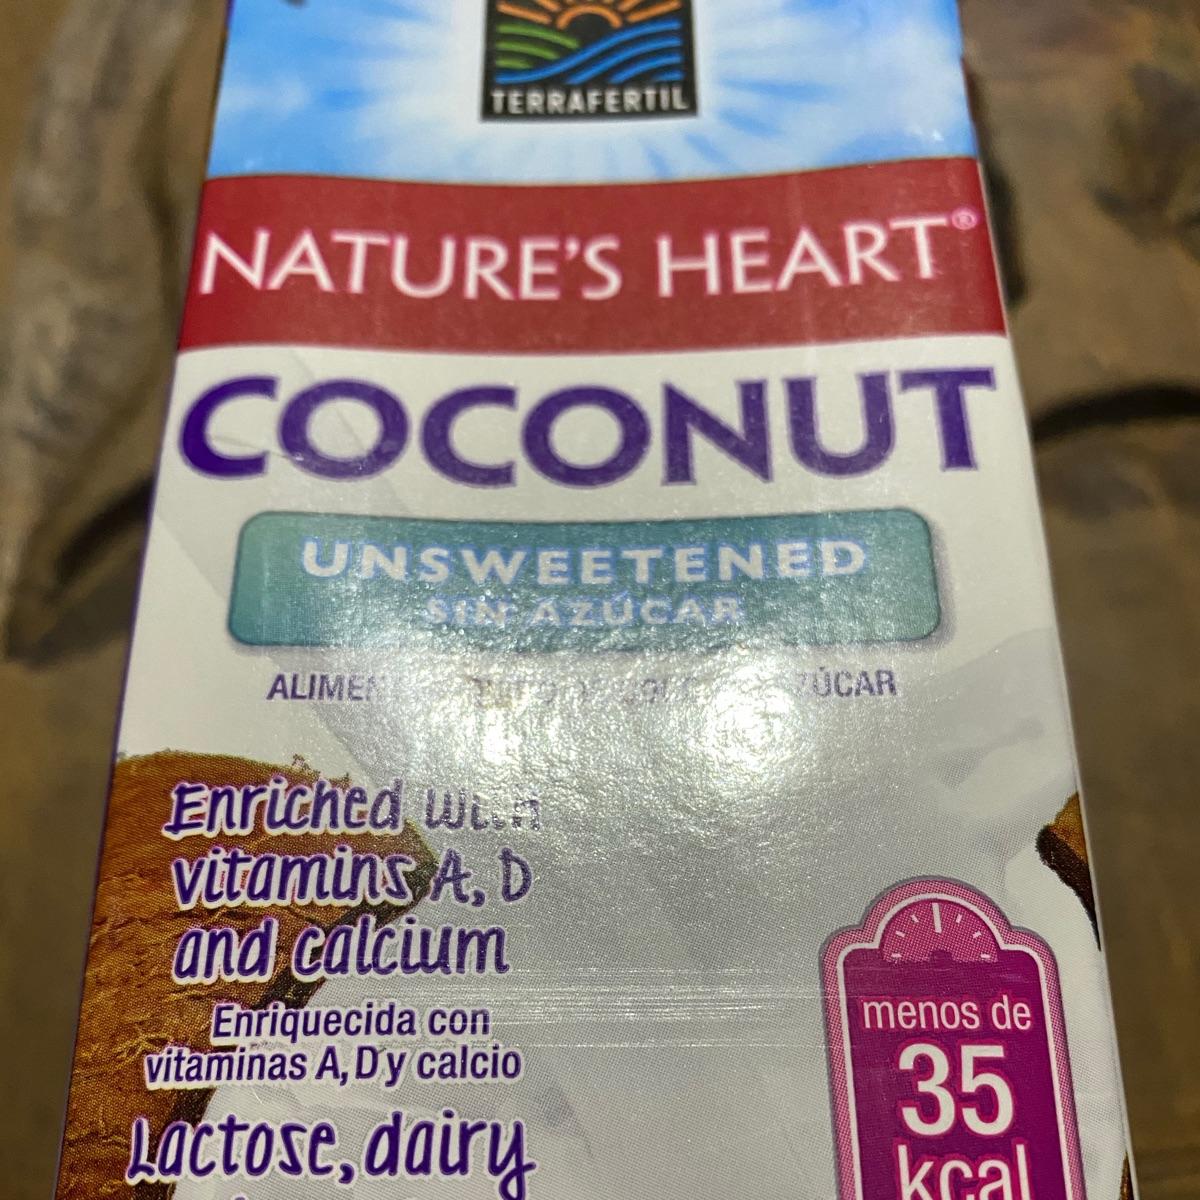 TERRAFERTIL
NATURE'S HEART®
COCONUT
UNSWEETENED
SIN AZÚCAR
Enriched with
vitamins A, D
and calcium
Enriquecida con
vitaminas A, D y calcio
Lactose, dairy
menos de
35
kcal